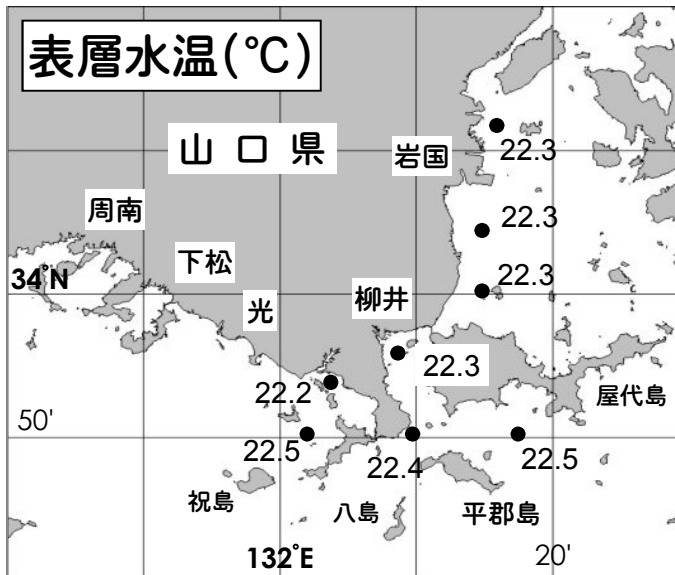 表層水温(℃)
山口県
岩国
22.3
周南
22.3
下松
34°N
22.3
光
柳井
22.3
22.2
屋代島
50'
22.5
22.4
22.5
祝島
八島
平郡島
132°E
20'